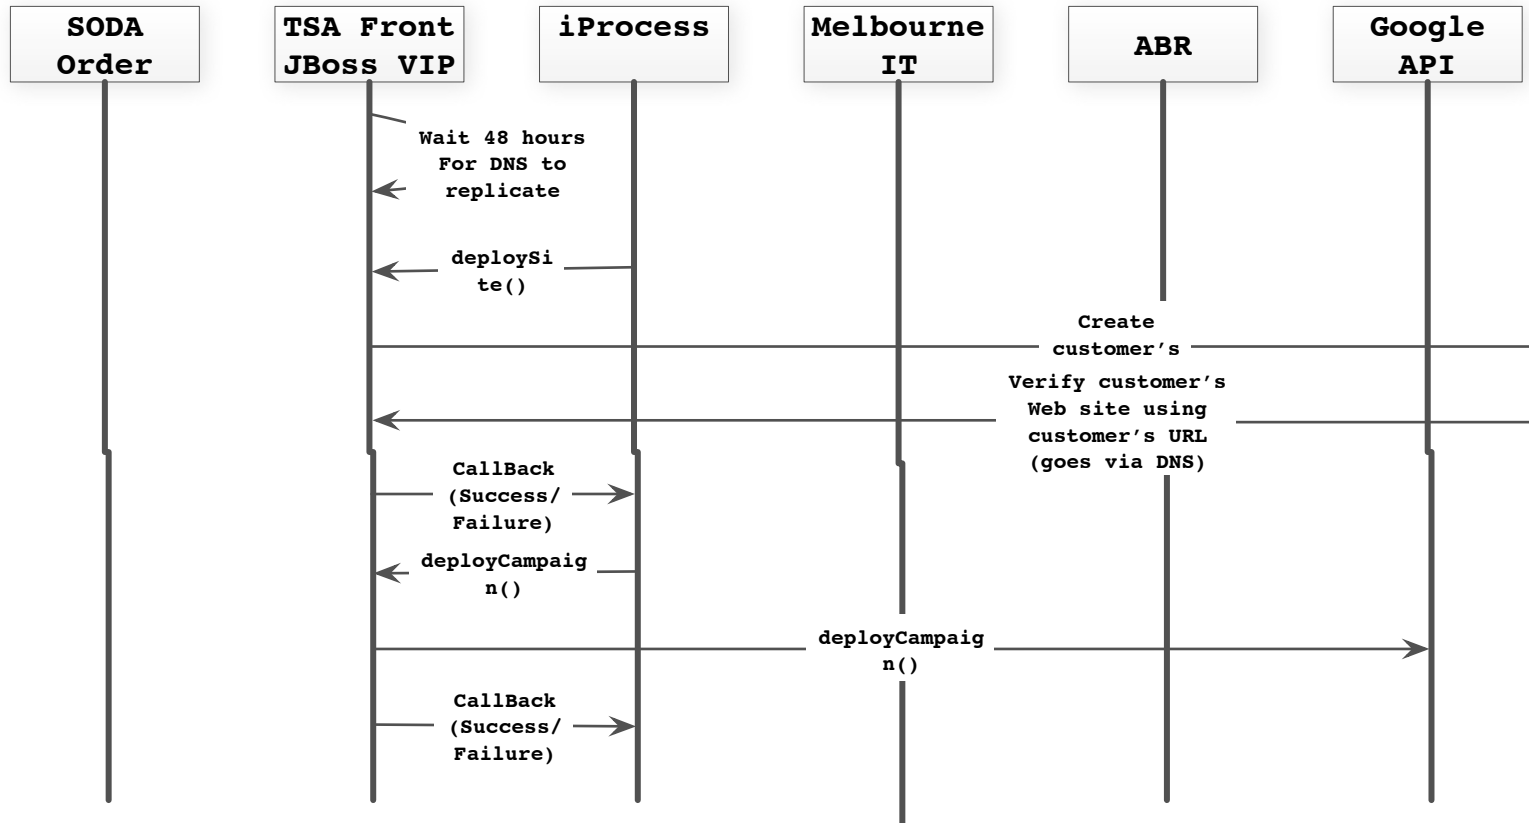 SODA
Order
TSA Front
JBoss VIP
iProcess
Melbourne
IT
ABR
Google
API
Wait 48 hours
For DNS to
replicate
deploySi
te()
Create
customer’s
Verify customer’s
Web site using
customer’s URL
(goes via DNS)
CallBack
(Success/
Failure)
deployCampaig
n()
deployCampaig
n()
CallBack
(Success/
Failure)